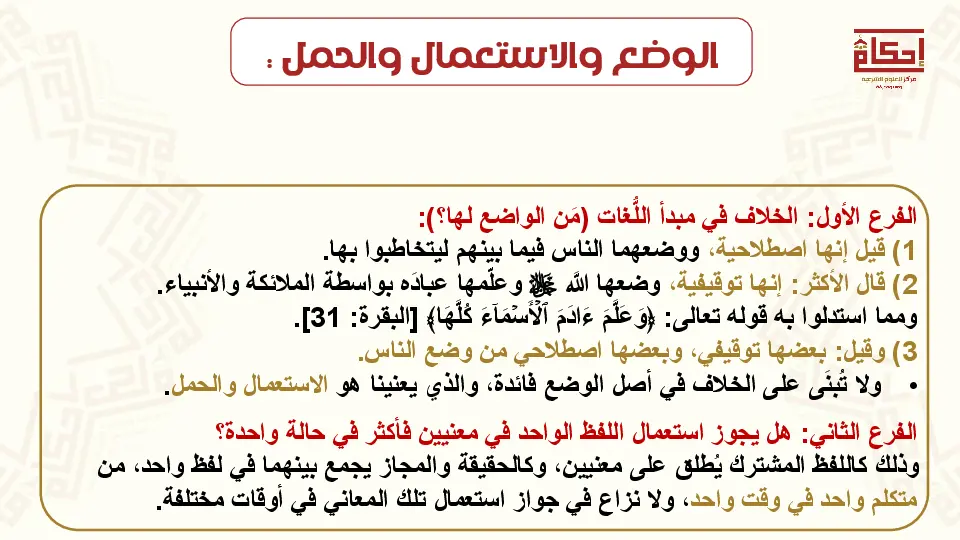 الوضع والاستعمال والحمل :
إحكام
مركز للعلوم الشرعية
الفرع الأول: الخلاف في مبدأ اللُّغات (مَن الواضع لها؟):
1) قيل إنها اصطلاحية، ووضعهما الناس فيما بينهم ليتخاطبوا بها.
2) قال الأكثر: إنها توقيفية، وضعها الله ﷻ وعلّمها عبادَه بواسطة الملائكة والأنبياء.
ومما استدلوا به قوله تعالى: ﴿وَعَلَّمَ ءَادَمَ ٱلۡأَسۡمَآءَ كُلَّهَا﴾ [البقرة: 31].
3) وقيل: بعضها توقيفي، وبعضها اصطلاحي من وضع الناس.
• ولا تُبنَى على الخلاف في أصل الوضع فائدة، والذي يعنينا هو الاستعمال والحمل.
الفرع الثاني: هل يجوز استعمال اللفظ الواحد في معنيين فأكثر في حالة واحدة؟
وذلك كاللفظ المشترك يُطلق على معنيين، وكالحقيقة والمجاز يجمع بينهما في لفظ واحد، من
متكلم واحد في وقت واحد، ولا نزاع في جواز استعمال تلك المعاني في أوقات مختلفة.